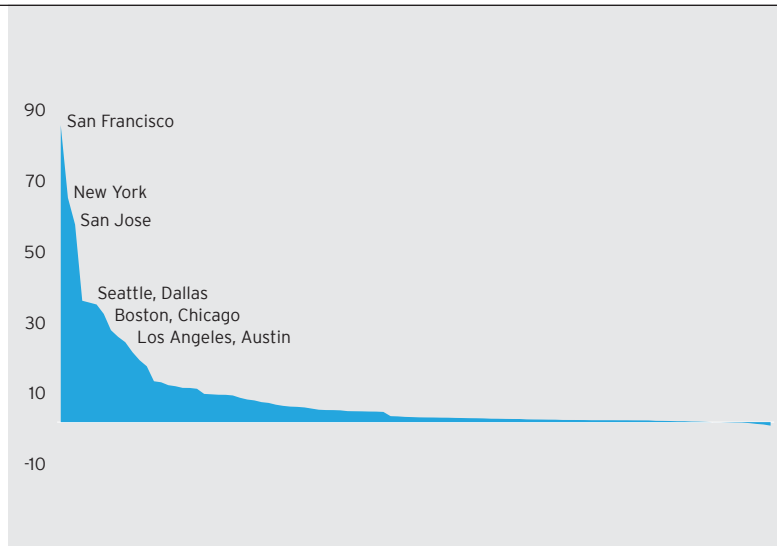 90
San Francisco
70
New York
San Jose
50
Seattle, Dallas
Boston, Chicago
30
Los Angeles, Austin
10
-10